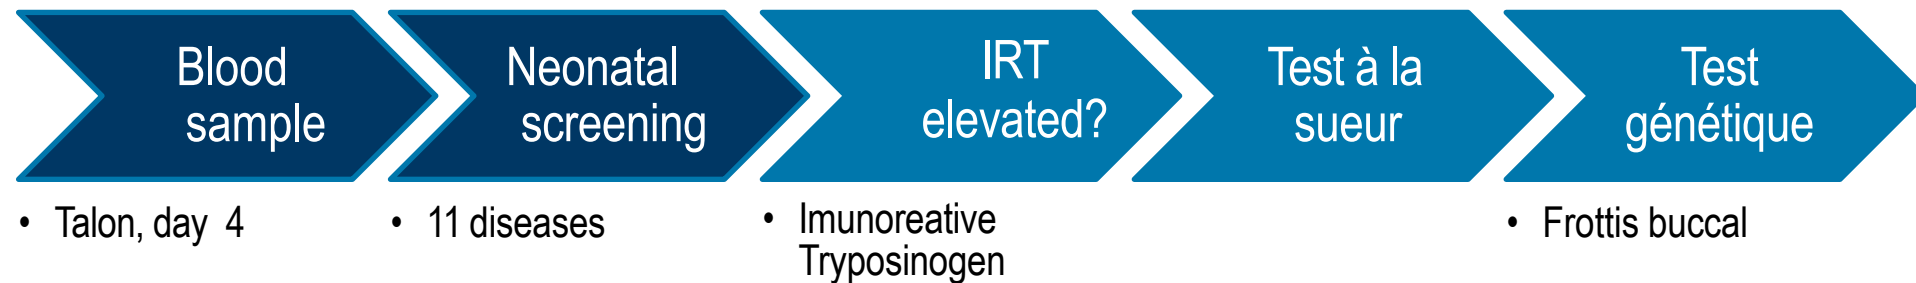 Blood
sample
Neonatal
screening
IRT
elevated?
Test à la
sueur
Test
génétique
• Talon, day 4
• 11 diseases
• Imunoreative
Tryposinogen
• Frottis buccal